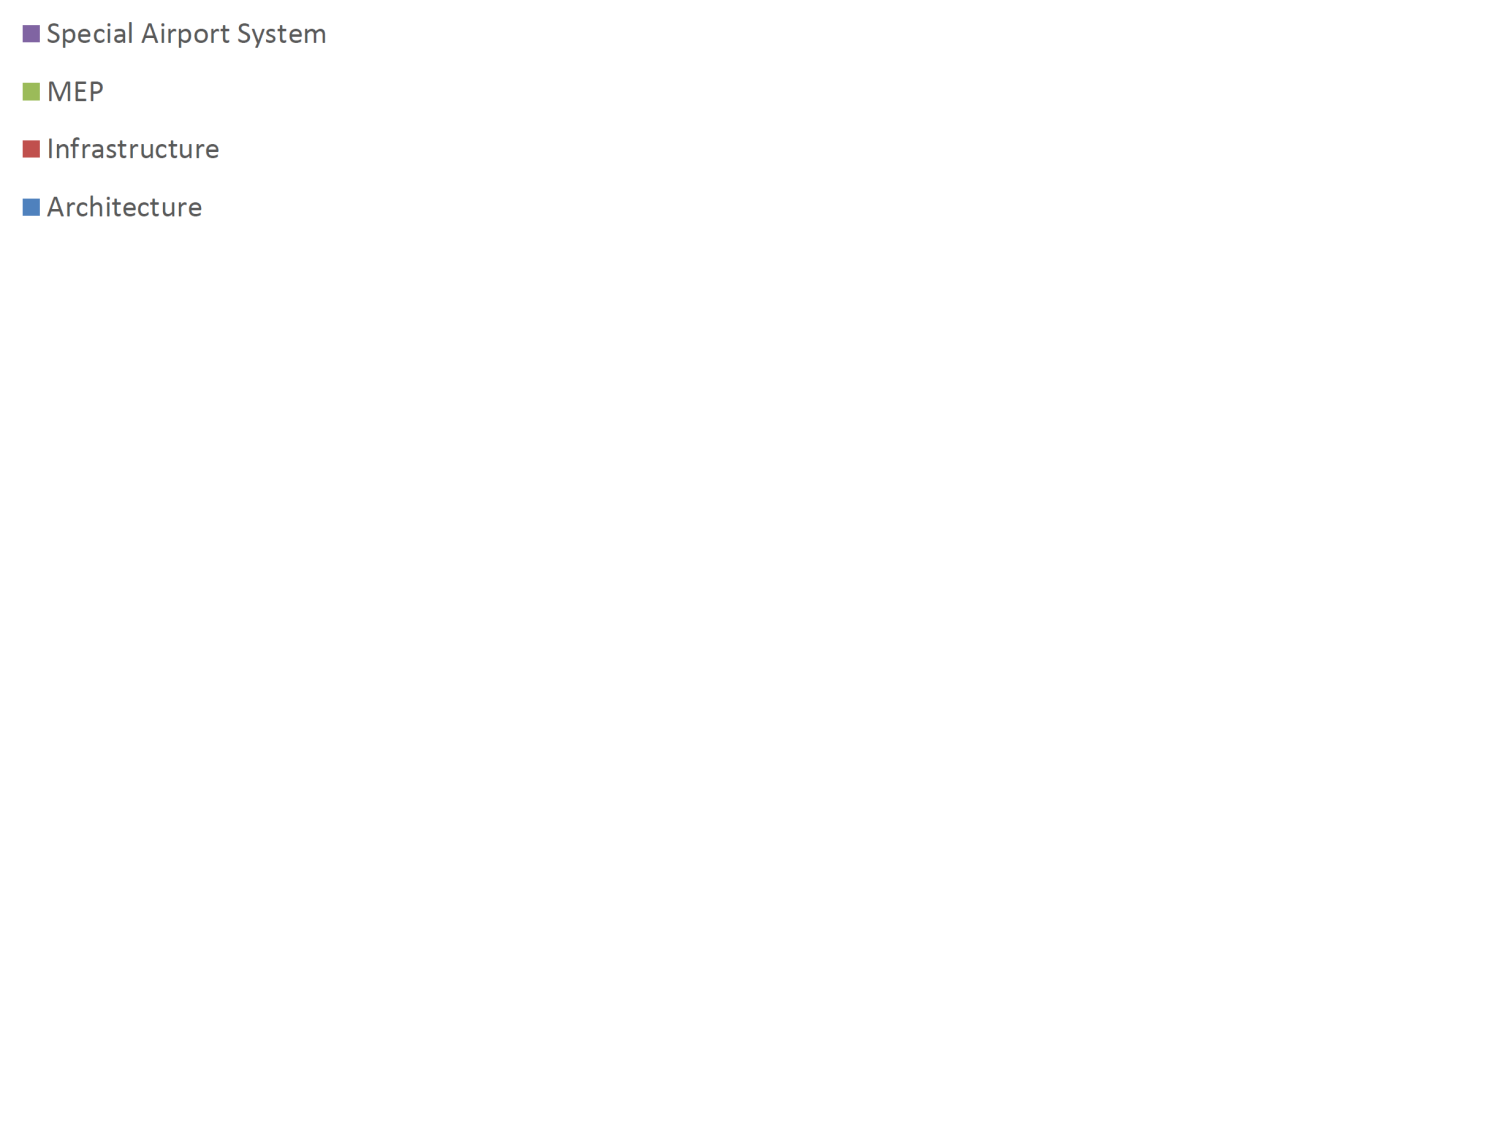 Special Airport System
MEP
Infrastructure
Architecture